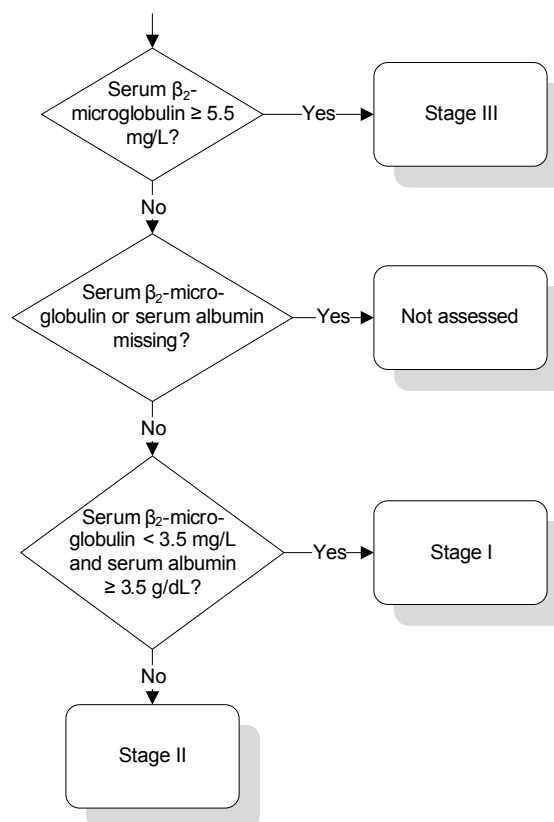 Serum β₂-
microglobulin ≥ 5.5
mg/L?
Yes
Stage III
No
Serum β₂-micro-
globulin or serum albumin
missing?
Yes
Not assessed
No
Serum β₂-micro-
globulin < 3.5 mg/L
and serum albumin
≥ 3.5 g/dL?
Yes
Stage I
No
Stage II